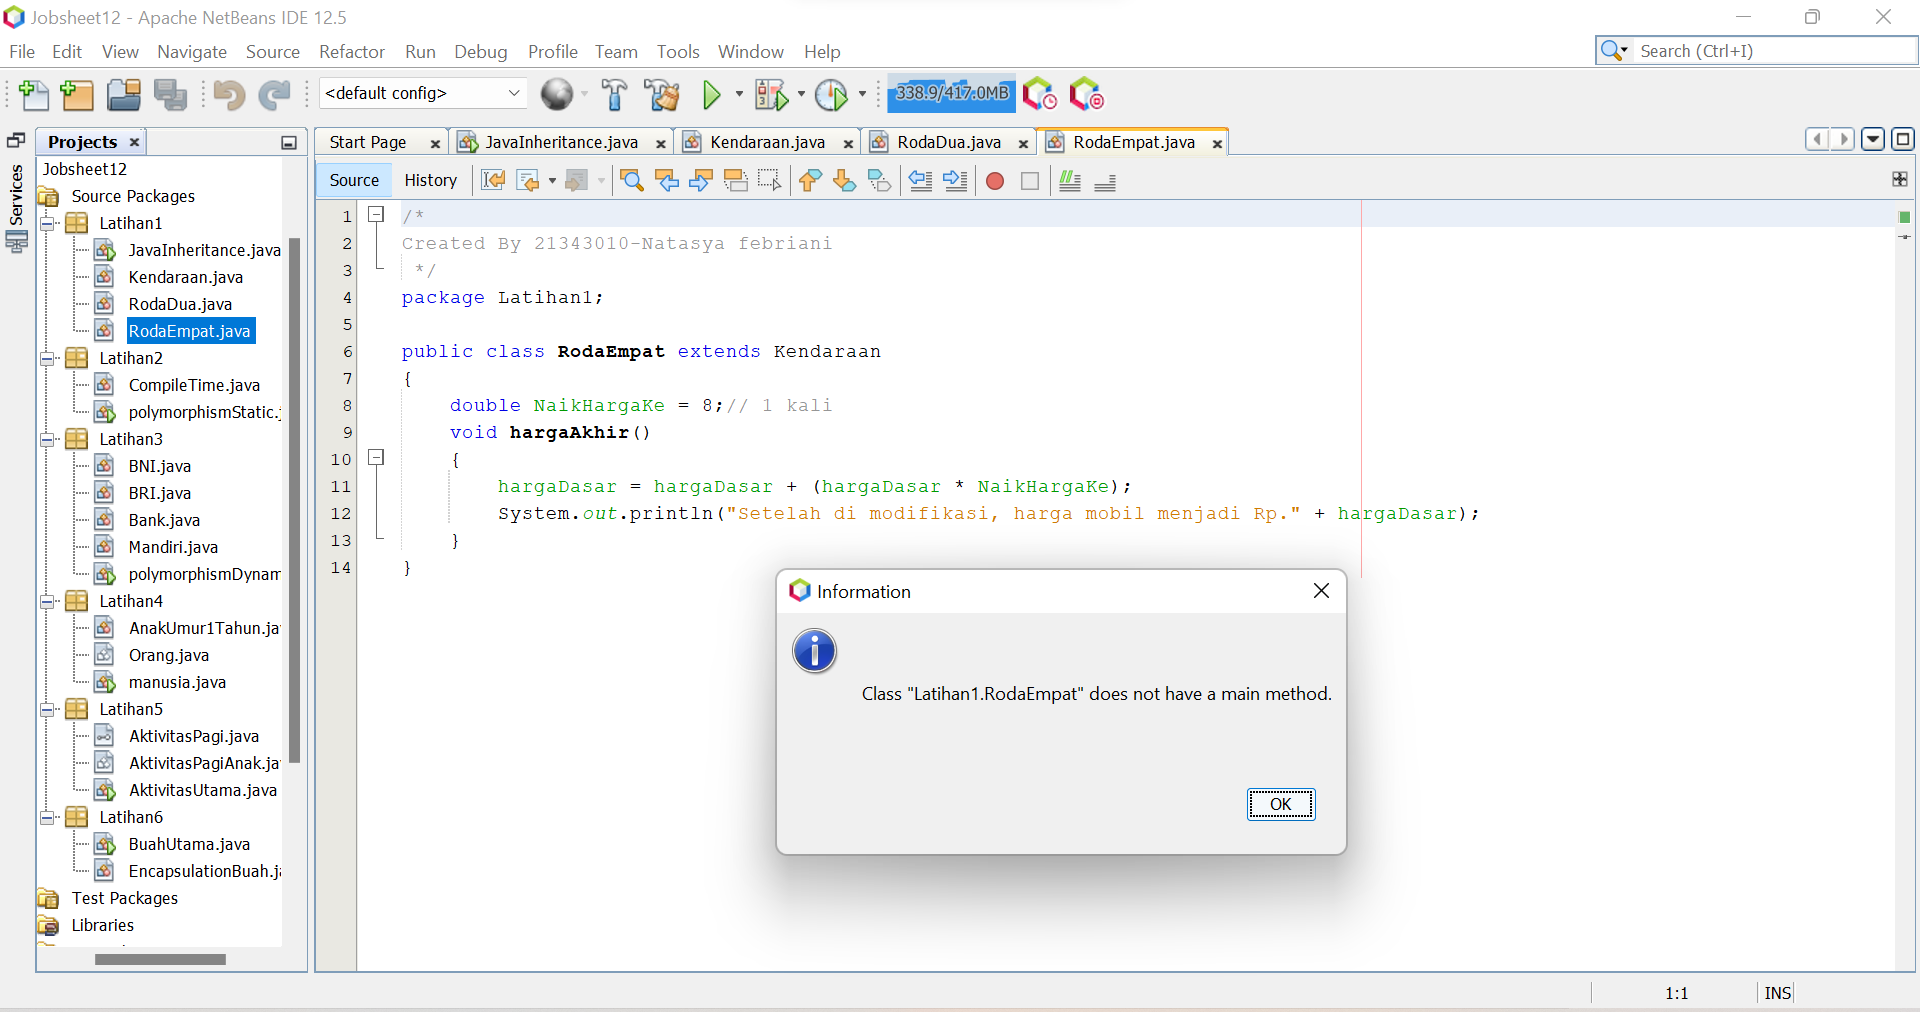 Jobsheet12 - Apache NetBeans IDE 12.5
File Edit View Navigate Source Refactor Run Debug Profile Team Tools Window Help
Search (Ctrl+I)
<default config>
338.9/417.0MB
Projects
Start Page
JavaInheritance.java
Kendaraan.java
RodaDua.java
RodaEmpat.java
Services
Jobsheet12
Source Packages
Latihan1
JavaInheritance.java
Kendaraan.java
RodaDua.java
RodaEmpat.java
Latihan2
CompileTime.java
polymorphismStatic.j
Latihan3
BNI.java
BRI.java
Bank.java
Mandiri.java
polymorphismDynam
Latihan4
AnakUmur1Tahun.ja
Orang.java
manusia.java
Latihan5
AktivitasPagi.java
AktivitasPagiAnak.ja
AktivitasUtama.java
Latihan6
BuahUtama.java
EncapsulationBuah.ja
Test Packages
Libraries
Source History
1 /*
2 Created By 21343010-Natasya febriani
3 */
4 package Latihan1;
5
6 public class RodaEmpat extends Kendaraan
7 {
8 double NaikHargaKe = 8;// 1 kali
9 void hargaAkhir()
10 {
11 hargaDasar = hargaDasar + (hargaDasar * NaikHargaKe);
12 System.out.println("Setelah di modifikasi, harga mobil menjadi Rp." + hargaDasar);
13 }
14 }
Information
Class "Latihan1.RodaEmpat" does not have a main method.
OK
1:1 INS